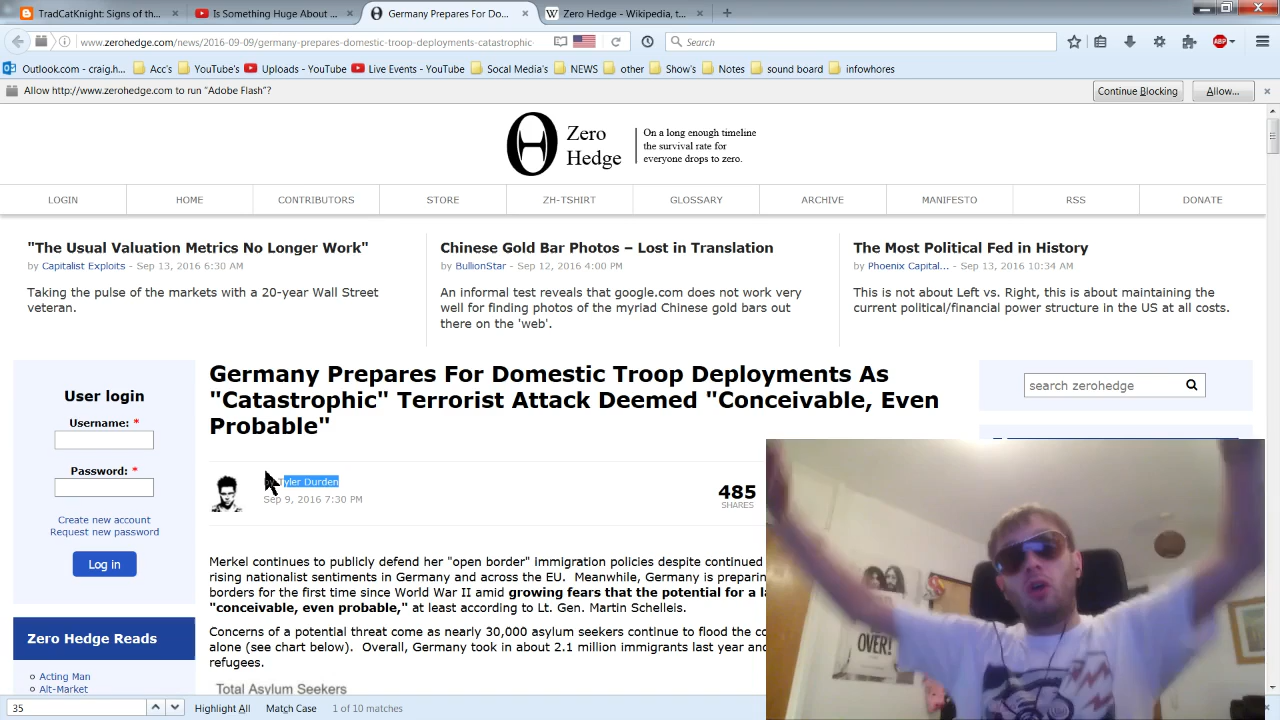 TradCatKnight: Signs of th...
Is Something Huge About ...
Germany Prepares For Do...
Zero Hedge - Wikipedia, t...
www.zerohedge.com/news/2016-09-09/germany-prepares-domestic-troop-deployments-catastrophic-
Search
ABP
Outlook.com - craig.h...
Acc's
YouTube's
Uploads - YouTube
Live Events - YouTube
Socal Media's
NEWS
other
Show's
Notes
sound board
infowhores
Allow http://www.zerohedge.com to run "Adobe Flash"?
Continue Blocking
Allow...
Zero
Hedge
On a long enough timeline
the survival rate for
everyone drops to zero.
LOGIN
HOME
CONTRIBUTORS
STORE
ZH-TSHIRT
GLOSSARY
ARCHIVE
MANIFESTO
RSS
DONATE
"The Usual Valuation Metrics No Longer Work"
by Capitalist Exploits - Sep 13, 2016 6:30 AM
Taking the pulse of the markets with a 20-year Wall Street
veteran.
Chinese Gold Bar Photos – Lost in Translation
by BullionStar - Sep 12, 2016 4:00 PM
An informal test reveals that google.com does not work very
well for finding photos of the myriad Chinese gold bars out
there on the 'web'.
The Most Political Fed in History
by Phoenix Capital... - Sep 13, 2016 10:34 AM
This is not about Left vs. Right, this is about maintaining the
current political/financial power structure in the US at all costs.
User login
Username: *
Password: *
Create new account
Request new password
Log in
Zero Hedge Reads
Acting Man
Alt-Market
Germany Prepares For Domestic Troop Deployments As
"Catastrophic" Terrorist Attack Deemed "Conceivable, Even
Probable"
by Tyler Durden
Sep 9, 2016 7:30 PM
485
SHARES
Merkel continues to publicly defend her "open border" immigration policies despite continued
rising nationalist sentiments in Germany and across the EU. Meanwhile, Germany is preparin
borders for the first time since World War II amid growing fears that the potential for a la
"conceivable, even probable," at least according to Lt. Gen. Martin Schelleis.
Concerns of a potential threat come as nearly 30,000 asylum seekers continue to flood the co
alone (see chart below). Overall, Germany took in about 2.1 million immigrants last year and
refugees.
Total Asylum Seekers
search zerohedge
OVER!
35
Highlight All
Match Case
1 of 10 matches